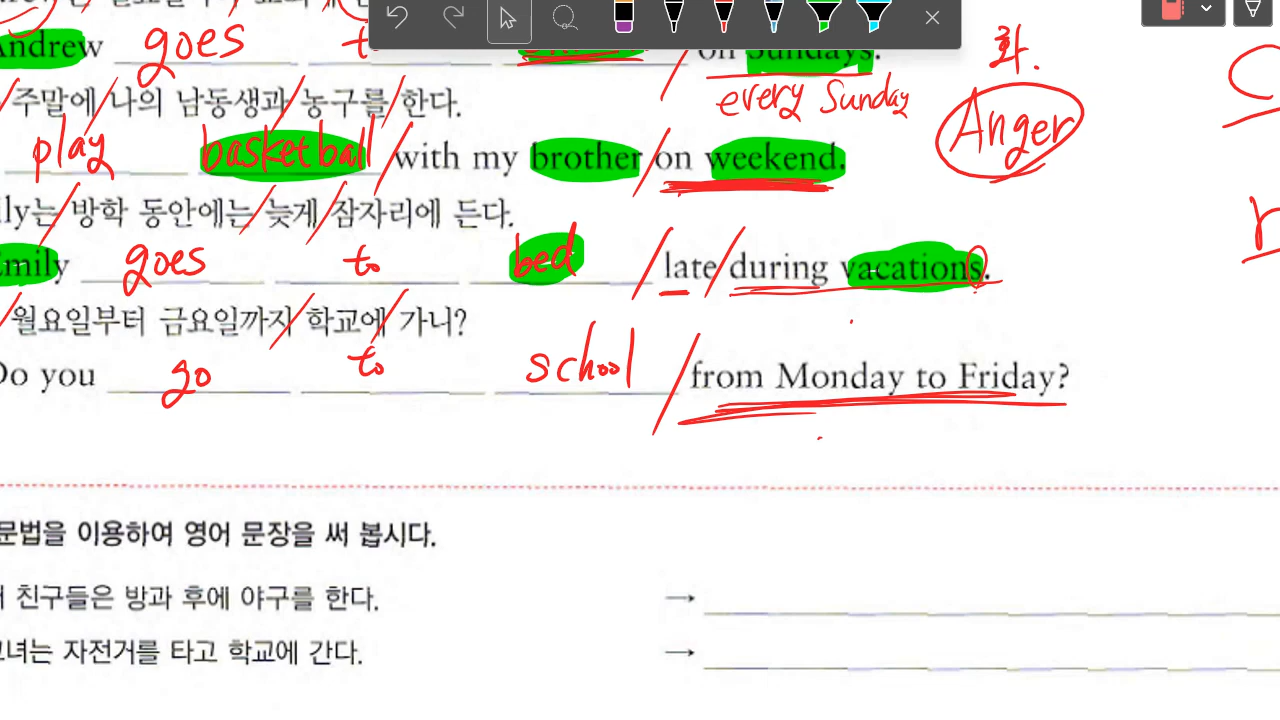 Andrew goes on Sundays. 화.
every Sunday Anger
주말에 나의 남동생과 농구를 한다.
play basketball with my brother on weekend.
ly는 방학 동안에는 늦게 잠자리에 든다.
Emily goes to bed late during vacations.
월요일부터 금요일까지 학교에 가니?
Do you go to school from Monday to Friday?
문법을 이용하여 영어 문장을 써 봅시다.
친구들은 방과 후에 야구를 한다. →
그녀는 자전거를 타고 학교에 간다. →